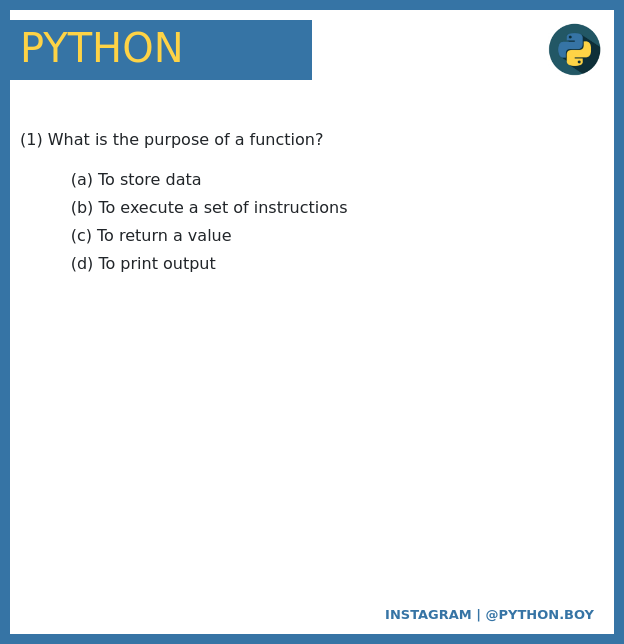 PYTHON
(1) What is the purpose of a function?
(a) To store data
(b) To execute a set of instructions
(c) To return a value
(d) To print output
INSTAGRAM | @PYTHON.BOY